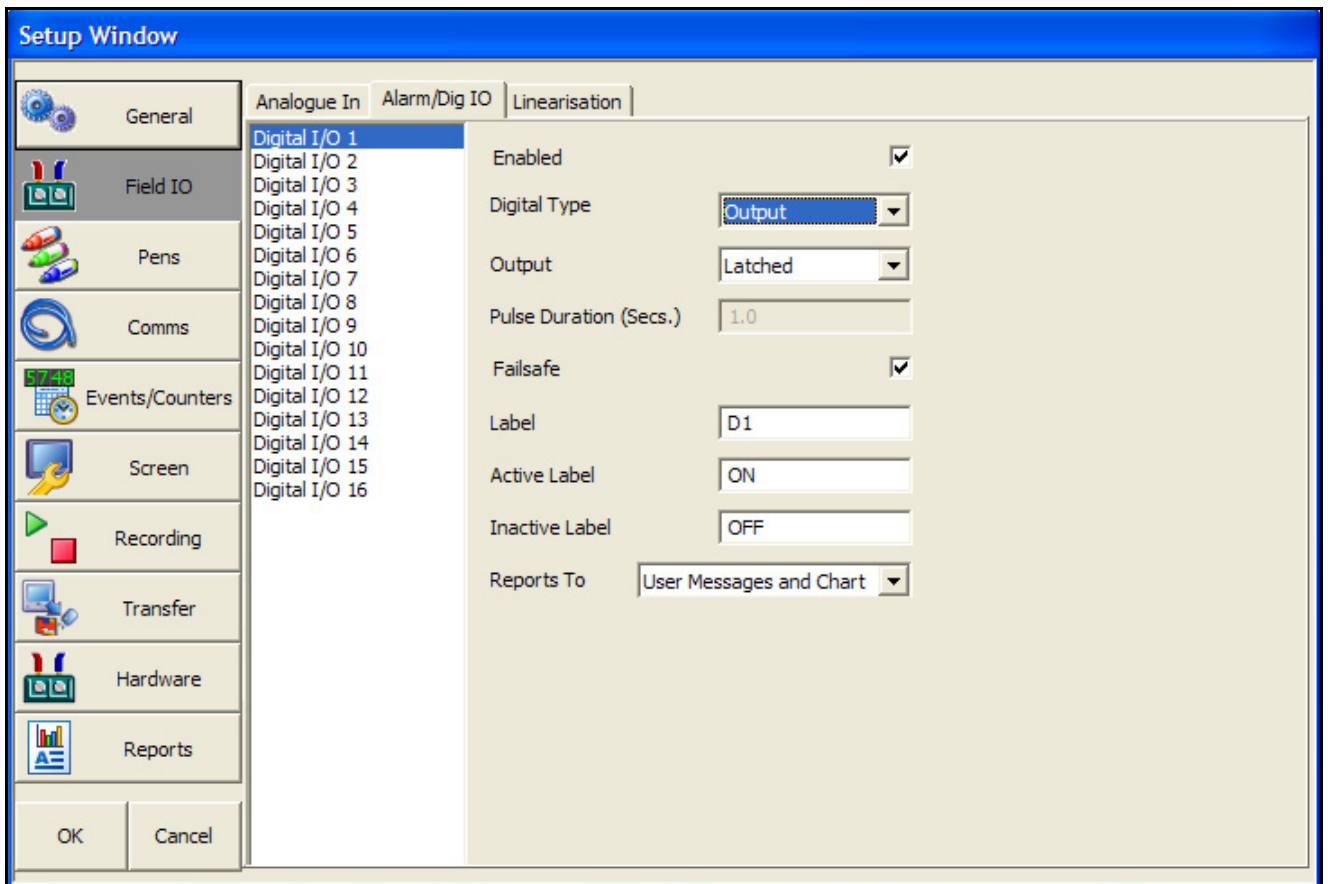 Setup Window
General
Field IO
Pens
Comms
5748
Events/Counters
Screen
Recording
Transfer
Hardware
Reports
OK
Cancel
Analogue In
Alarm/Dig IO
Linearisation
Digital I/O 1
Digital I/O 2
Digital I/O 3
Digital I/O 4
Digital I/O 5
Digital I/O 6
Digital I/O 7
Digital I/O 8
Digital I/O 9
Digital I/O 10
Digital I/O 11
Digital I/O 12
Digital I/O 13
Digital I/O 14
Digital I/O 15
Digital I/O 16
Enabled
Digital Type Output
Output Latched
Pulse Duration (Secs.) 1.0
Failsafe
Label D1
Active Label ON
Inactive Label OFF
Reports To User Messages and Chart